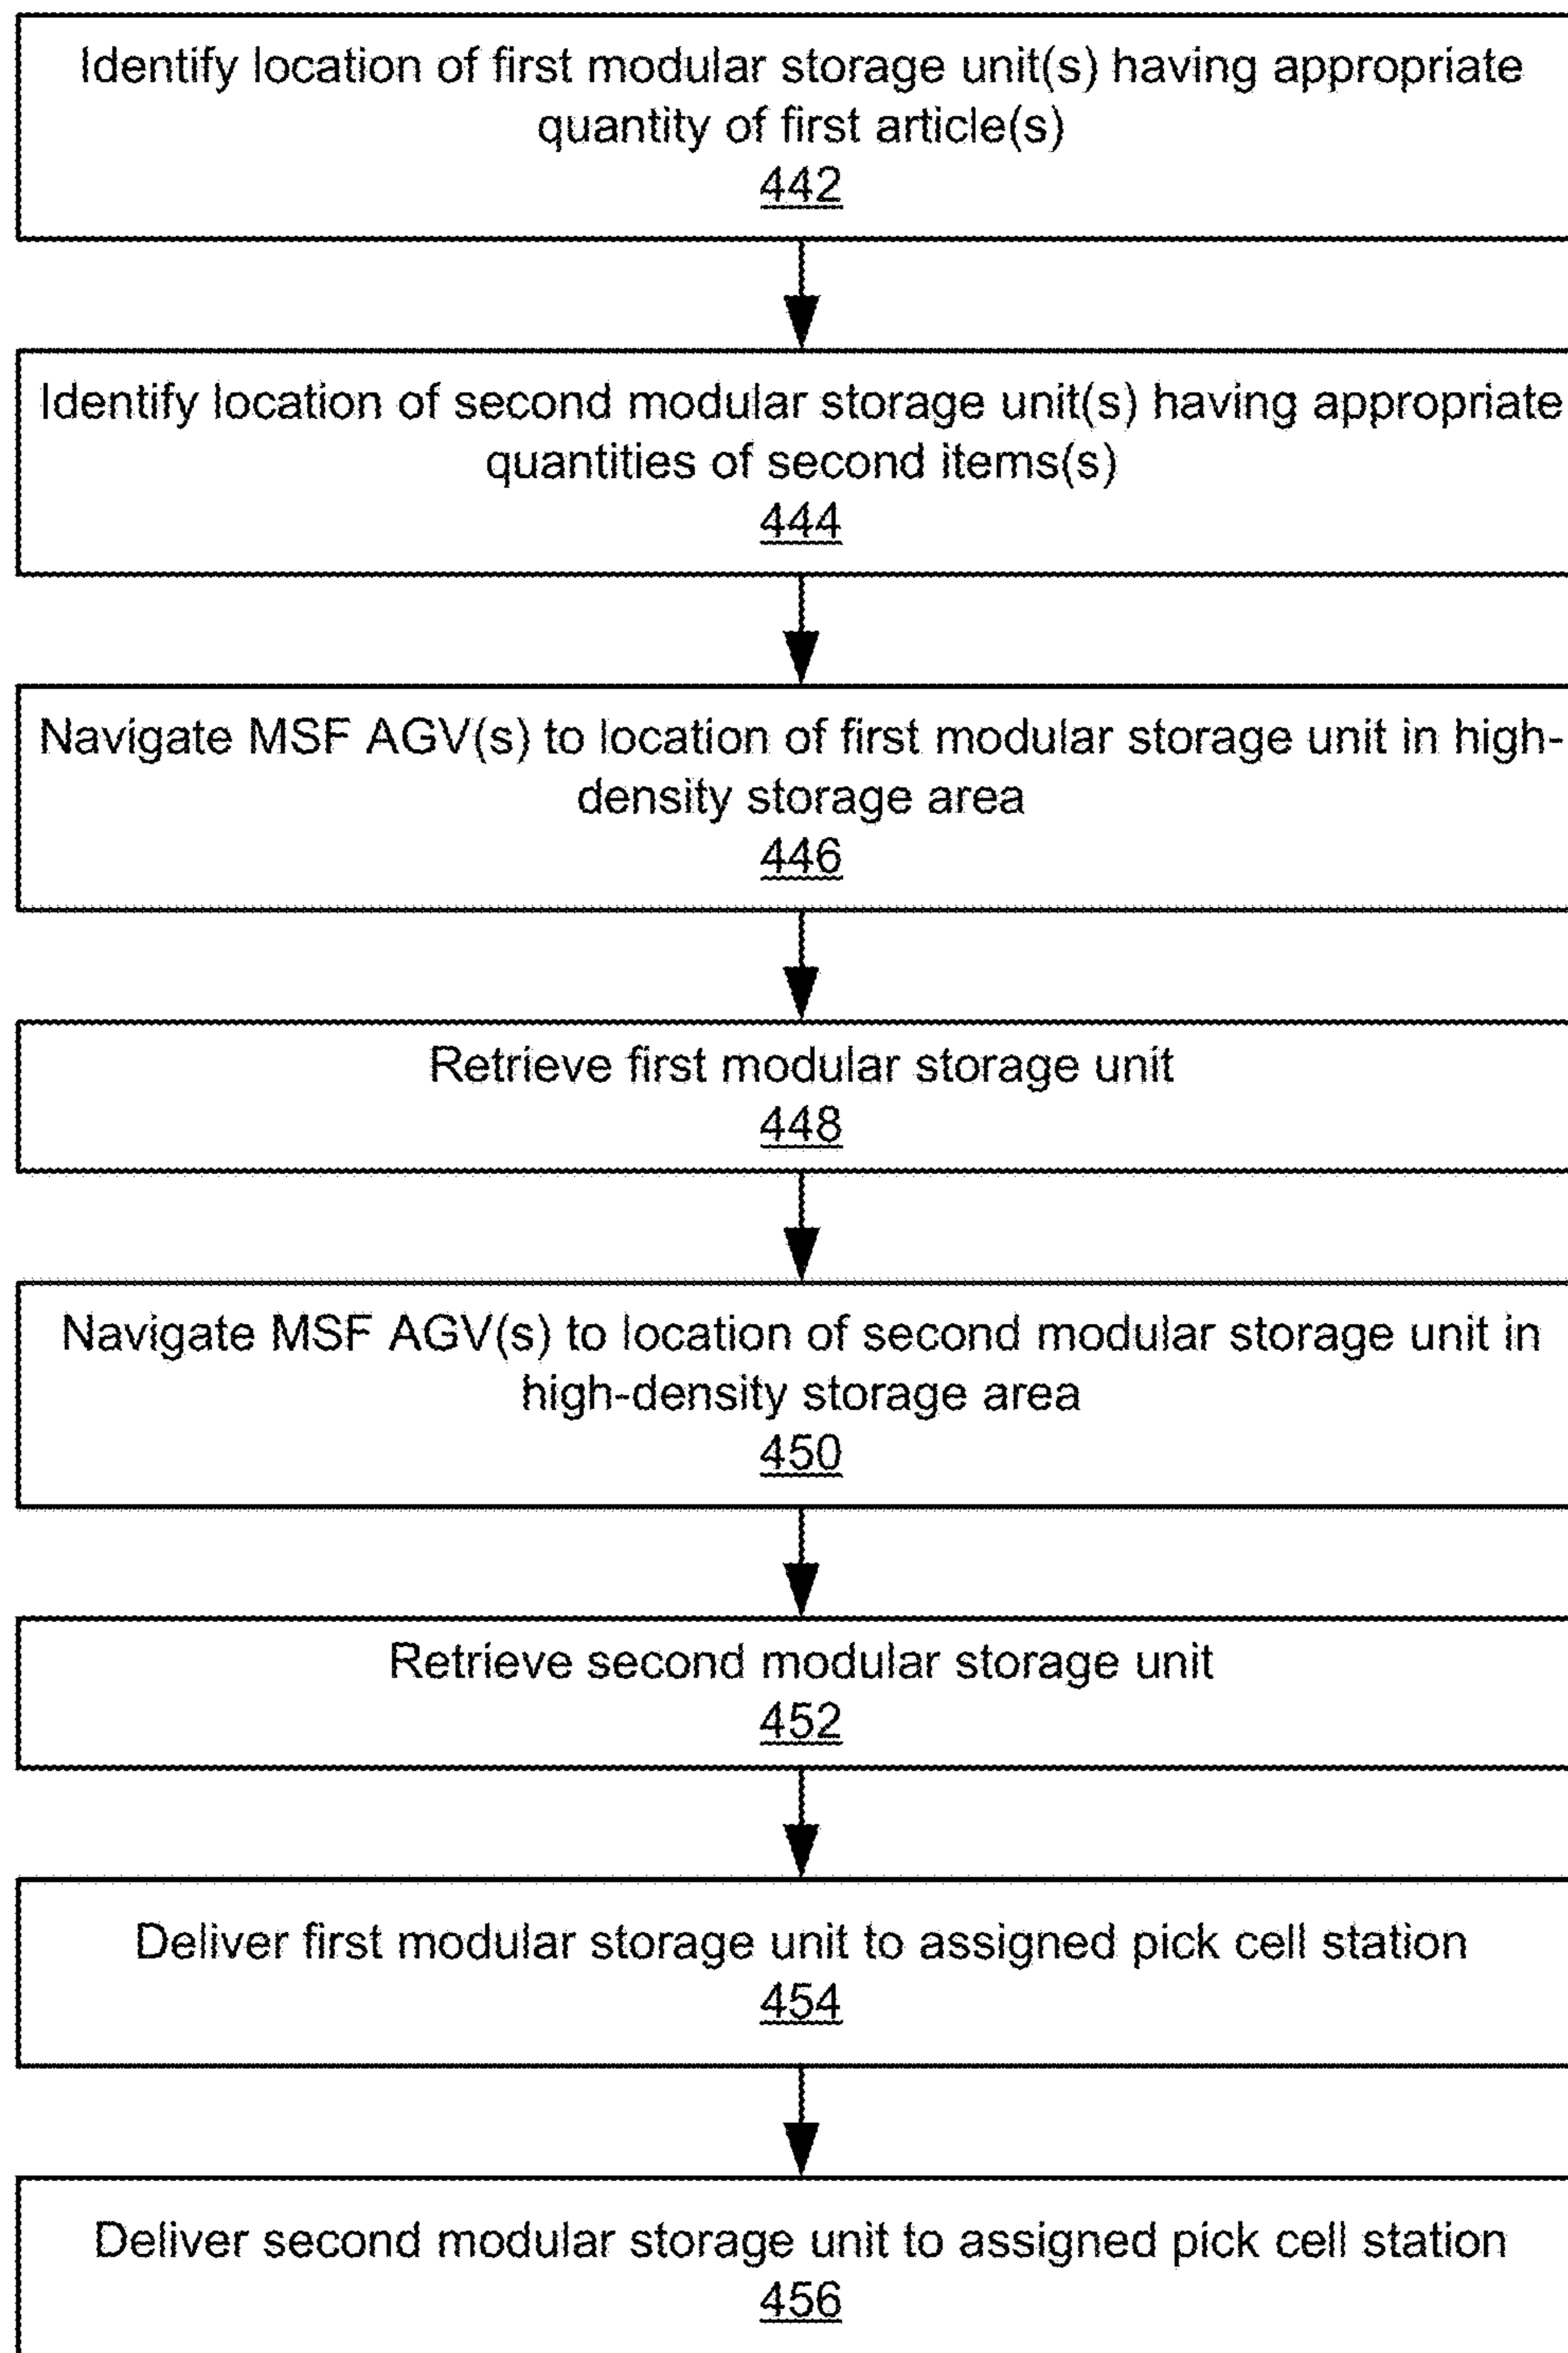 Identify location of first modular storage unit(s) having appropriate
quantity of first article(s)
442
Identify location of second modular storage unit(s) having appropriate
quantities of second items(s)
444
Navigate MSF AGV(s) to location of first modular storage unit in high-
density storage area
446
Retrieve first modular storage unit
448
Navigate MSF AGV(s) to location of second modular storage unit in
high-density storage area
450
Retrieve second modular storage unit
452
Deliver first modular storage unit to assigned pick cell station
454
Deliver second modular storage unit to assigned pick cell station
456